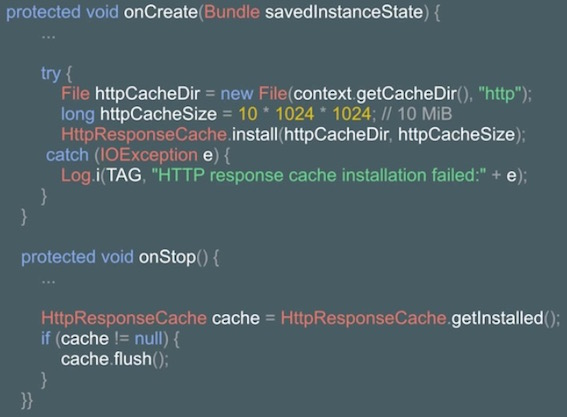 protected void onCreate(Bundle savedInstanceState) {
...
try {
File httpCacheDir = new File(context.getCacheDir(), "http");
long httpCacheSize = 10 * 1024 * 1024; // 10 MiB
HttpResponseCache.install(httpCacheDir, httpCacheSize);
catch (IOException e) {
Log.i(TAG, "HTTP response cache installation failed:" + e);
}
}
protected void onStop() {
...
HttpResponseCache cache = HttpResponseCache.getInstalled();
if (cache != null) {
cache.flush();
}
}}